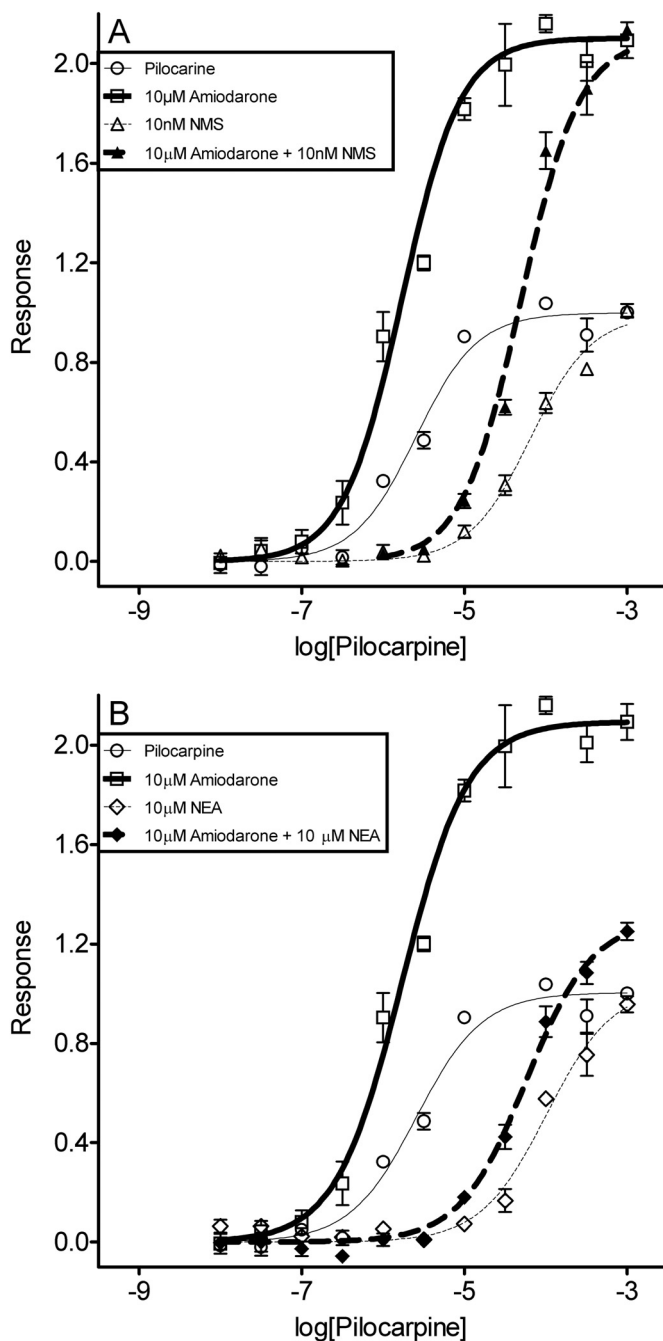 A
2.0
1.6
1.2
0.8
0.4
0.0
Response
Pilocarine
10µM Amiodarone
10nM NMS
10µM Amiodarone + 10nM NMS
-9
-7
-5
-3
log[Pilocarpine]
B
2.0
1.6
1.2
0.8
0.4
0.0
Response
Pilocarpine
10µM Amiodarone
10µM NEA
10µM Amiodarone + 10 µM NEA
-9
-7
-5
-3
log[Pilocarpine]